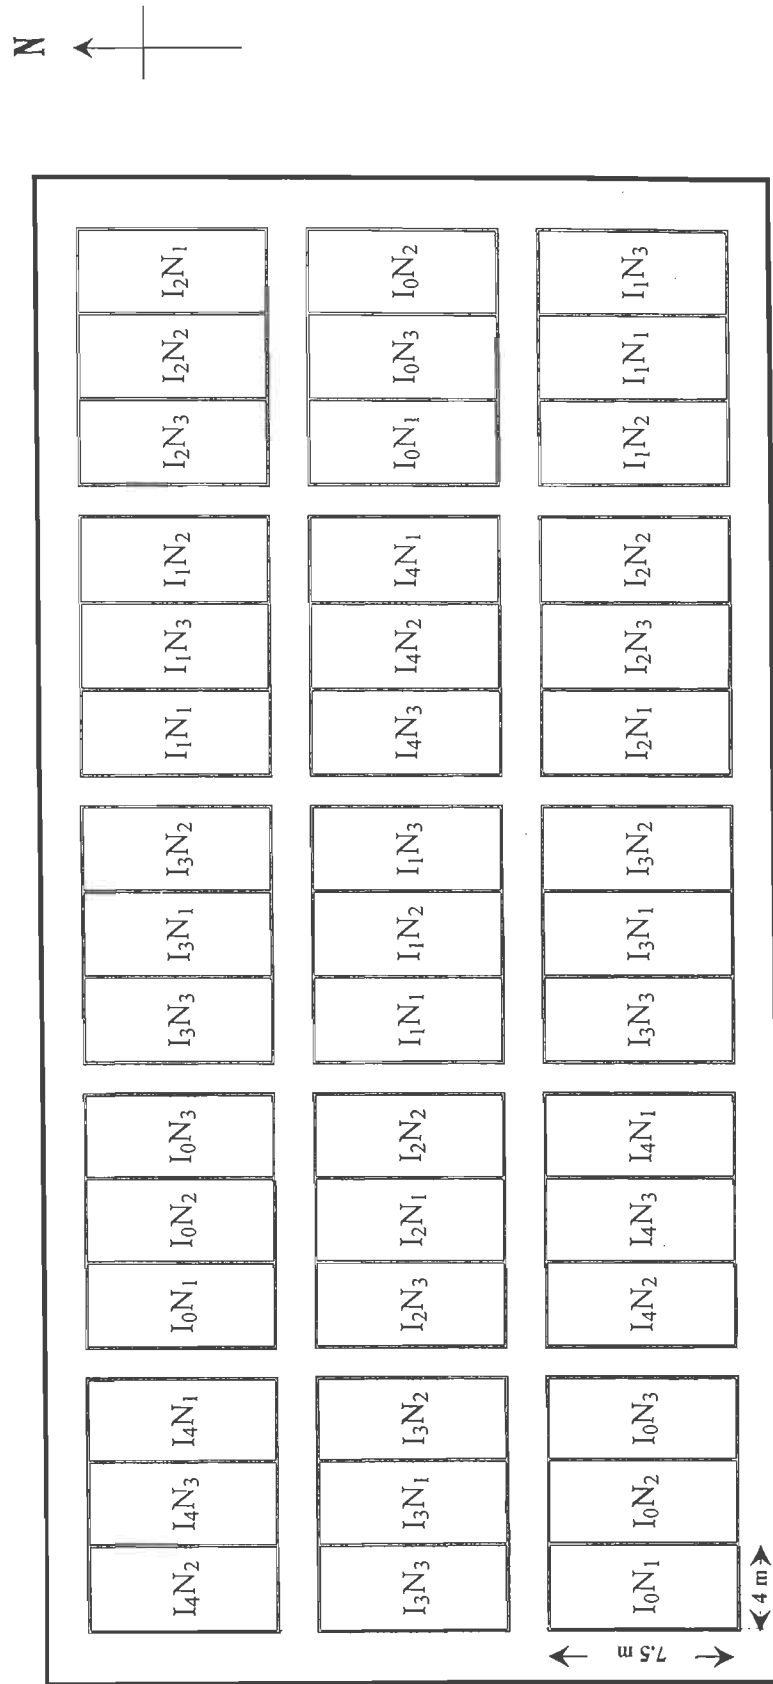 N
I₄N₂ I₄N₃ I₄N₁ I₀N₁ I₀N₂ I₀N₃ I₃N₃ I₃N₁ I₃N₂ I₁N₁ I₁N₃ I₁N₂ I₂N₃ I₂N₂ I₂N₁
I₃N₃ I₃N₁ I₃N₂ I₂N₃ I₂N₁ I₂N₂ I₁N₁ I₁N₂ I₁N₃ I₄N₃ I₄N₂ I₄N₁ I₀N₁ I₀N₃ I₀N₂
I₀N₁ I₀N₂ I₀N₃ I₄N₂ I₄N₃ I₄N₁ I₃N₃ I₃N₁ I₃N₂ I₂N₁ I₂N₃ I₂N₂ I₁N₂ I₁N₁ I₁N₃
7.5 m
4 m